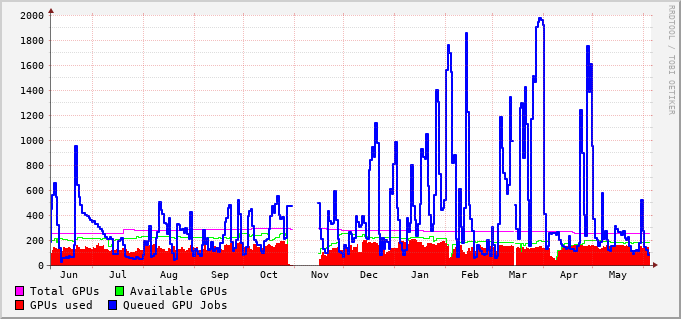 2000
1800
1600
1400
1200
1000
800
600
400
200
0
Jun Jul Aug Sep Oct Nov Dec Jan Feb Mar Apr May
Total GPUs Available GPUs
GPUs used Queued GPU Jobs
RRDTOOL / TOBI OETIKER